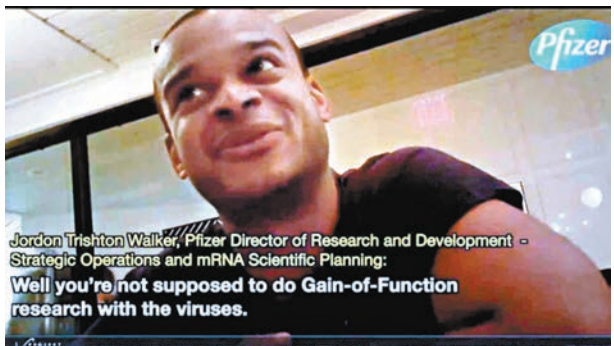 Pfizer
Jordon Trishton Walker, Pfizer Director of Research and Development -
Strategic Operations and mRNA Scientific Planning:
Well you're not supposed to do Gain-of-Function
research with the viruses.